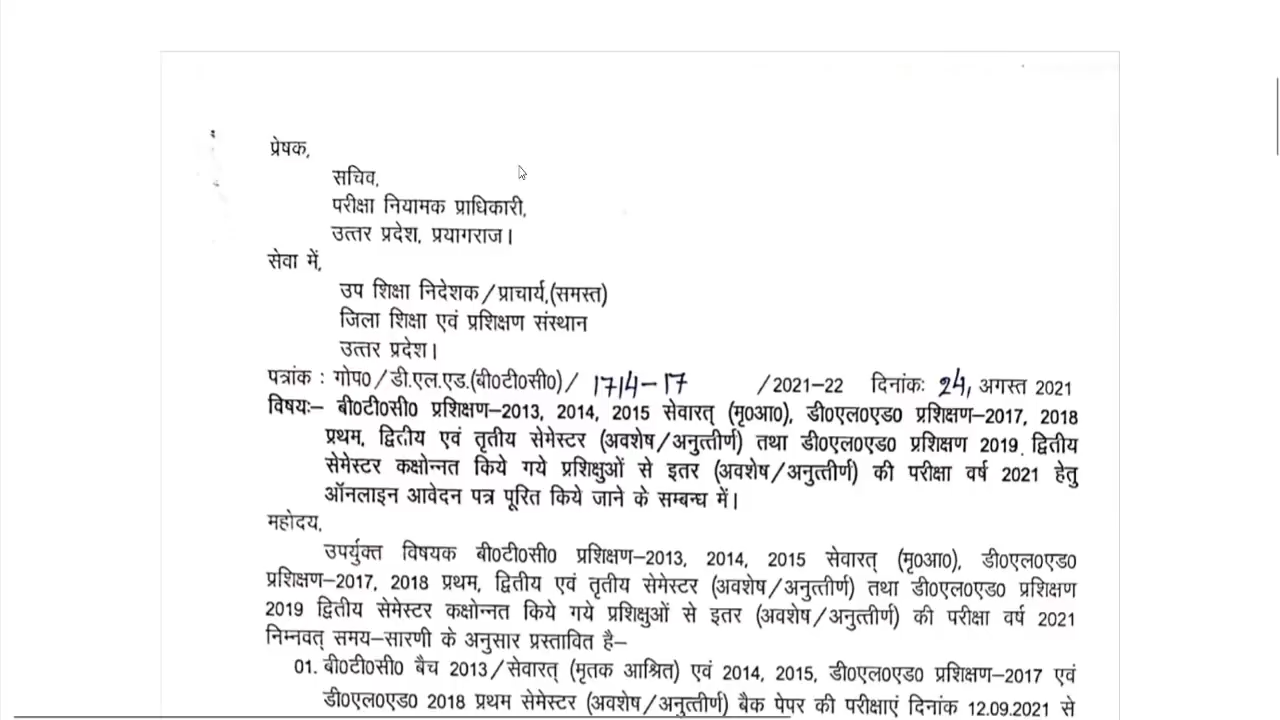 प्रेषक,
सचिव,
परीक्षा नियामक प्राधिकारी,
उत्तर प्रदेश, प्रयागराज।
सेवा में,
उप शिक्षा निदेशक/प्राचार्य,(समस्त)
जिला शिक्षा एवं प्रशिक्षण संस्थान
उत्तर प्रदेश।
पत्रांक : गोप0/डी.एल.एड.(बी0टी0सी0)/ 1714-17 /2021-22 दिनांकः 24, अगस्त 2021
विषयः– बी0टी0सी0 प्रशिक्षण–2013, 2014, 2015 सेवारत् (मृ0आ0), डी0एल0एड0 प्रशिक्षण–2017, 2018
प्रथम, द्वितीय एवं तृतीय सेमेस्टर (अवशेष/अनुत्तीर्ण) तथा डी0एल0एड0 प्रशिक्षण 2019 द्वितीय
सेमेस्टर कक्षोन्नत किये गये प्रशिक्षुओं से इतर (अवशेष/अनुत्तीर्ण) की परीक्षा वर्ष 2021 हेतु
ऑनलाइन आवेदन पत्र पूरित किये जाने के सम्बन्ध में।
महोदय,
उपर्युक्त विषयक बी0टी0सी0 प्रशिक्षण–2013, 2014, 2015 सेवारत् (मृ0आ0), डी0एल0एड0
प्रशिक्षण–2017, 2018 प्रथम, द्वितीय एवं तृतीय सेमेस्टर (अवशेष/अनुत्तीर्ण) तथा डी0एल0एड0 प्रशिक्षण
2019 द्वितीय सेमेस्टर कक्षोन्नत किये गये प्रशिक्षुओं से इतर (अवशेष/अनुत्तीर्ण) की परीक्षा वर्ष 2021
निम्नवत् समय–सारणी के अनुसार प्रस्तावित है–
01. बी0टी0सी0 बैच 2013/सेवारत् (मृतक आश्रित) एवं 2014, 2015, डी0एल0एड0 प्रशिक्षण–2017 एवं
डी0एल0एड0 2018 प्रथम सेमेस्टर (अवशेष/अनुत्तीर्ण) बैक पेपर की परीक्षाएं दिनांक 12.09.2021 से